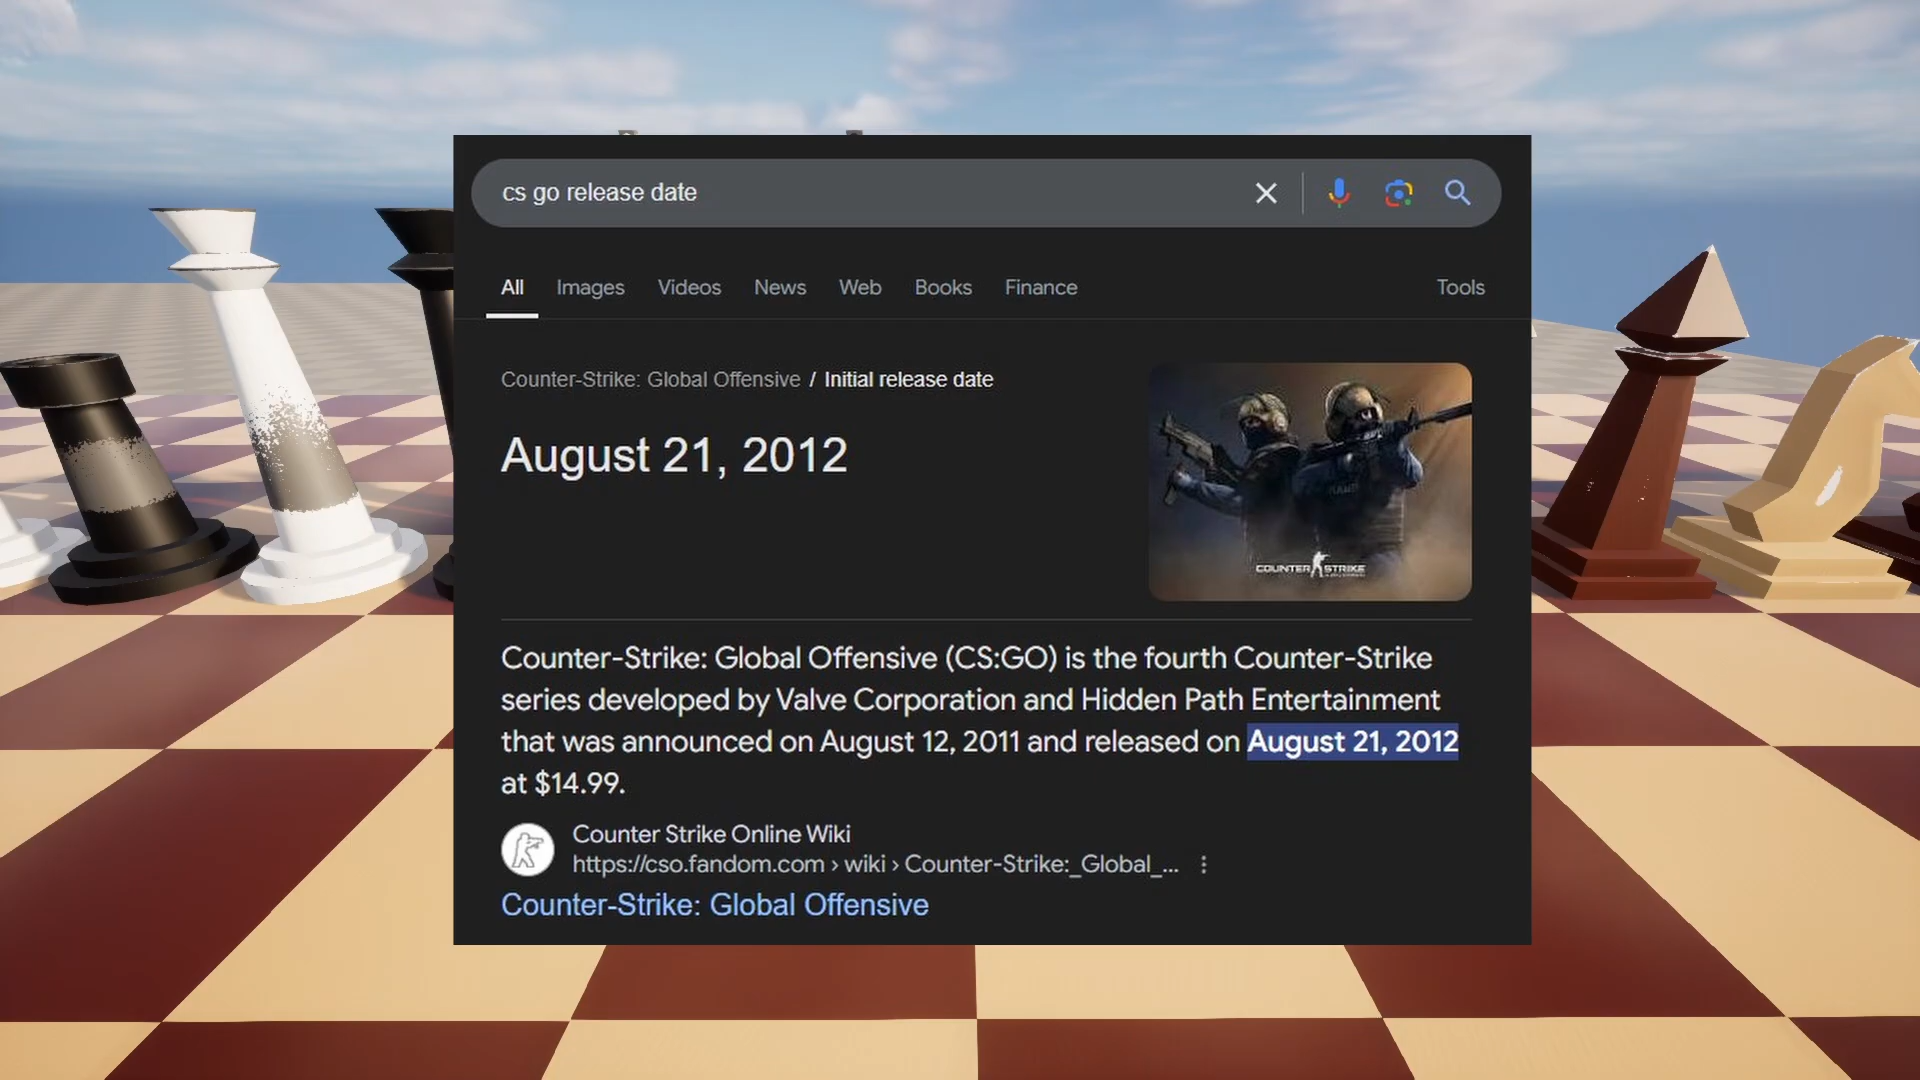 cs go release date
All Images Videos News Web Books Finance Tools
Counter-Strike: Global Offensive / Initial release date
August 21, 2012
COUNTER STRIKE
Counter-Strike: Global Offensive (CS:GO) is the fourth Counter-Strike
series developed by Valve Corporation and Hidden Path Entertainment
that was announced on August 12, 2011 and released on August 21, 2012
at $14.99.
Counter Strike Online Wiki
https://cso.fandom.com › wiki › Counter-Strike:_Global_...
Counter-Strike: Global Offensive